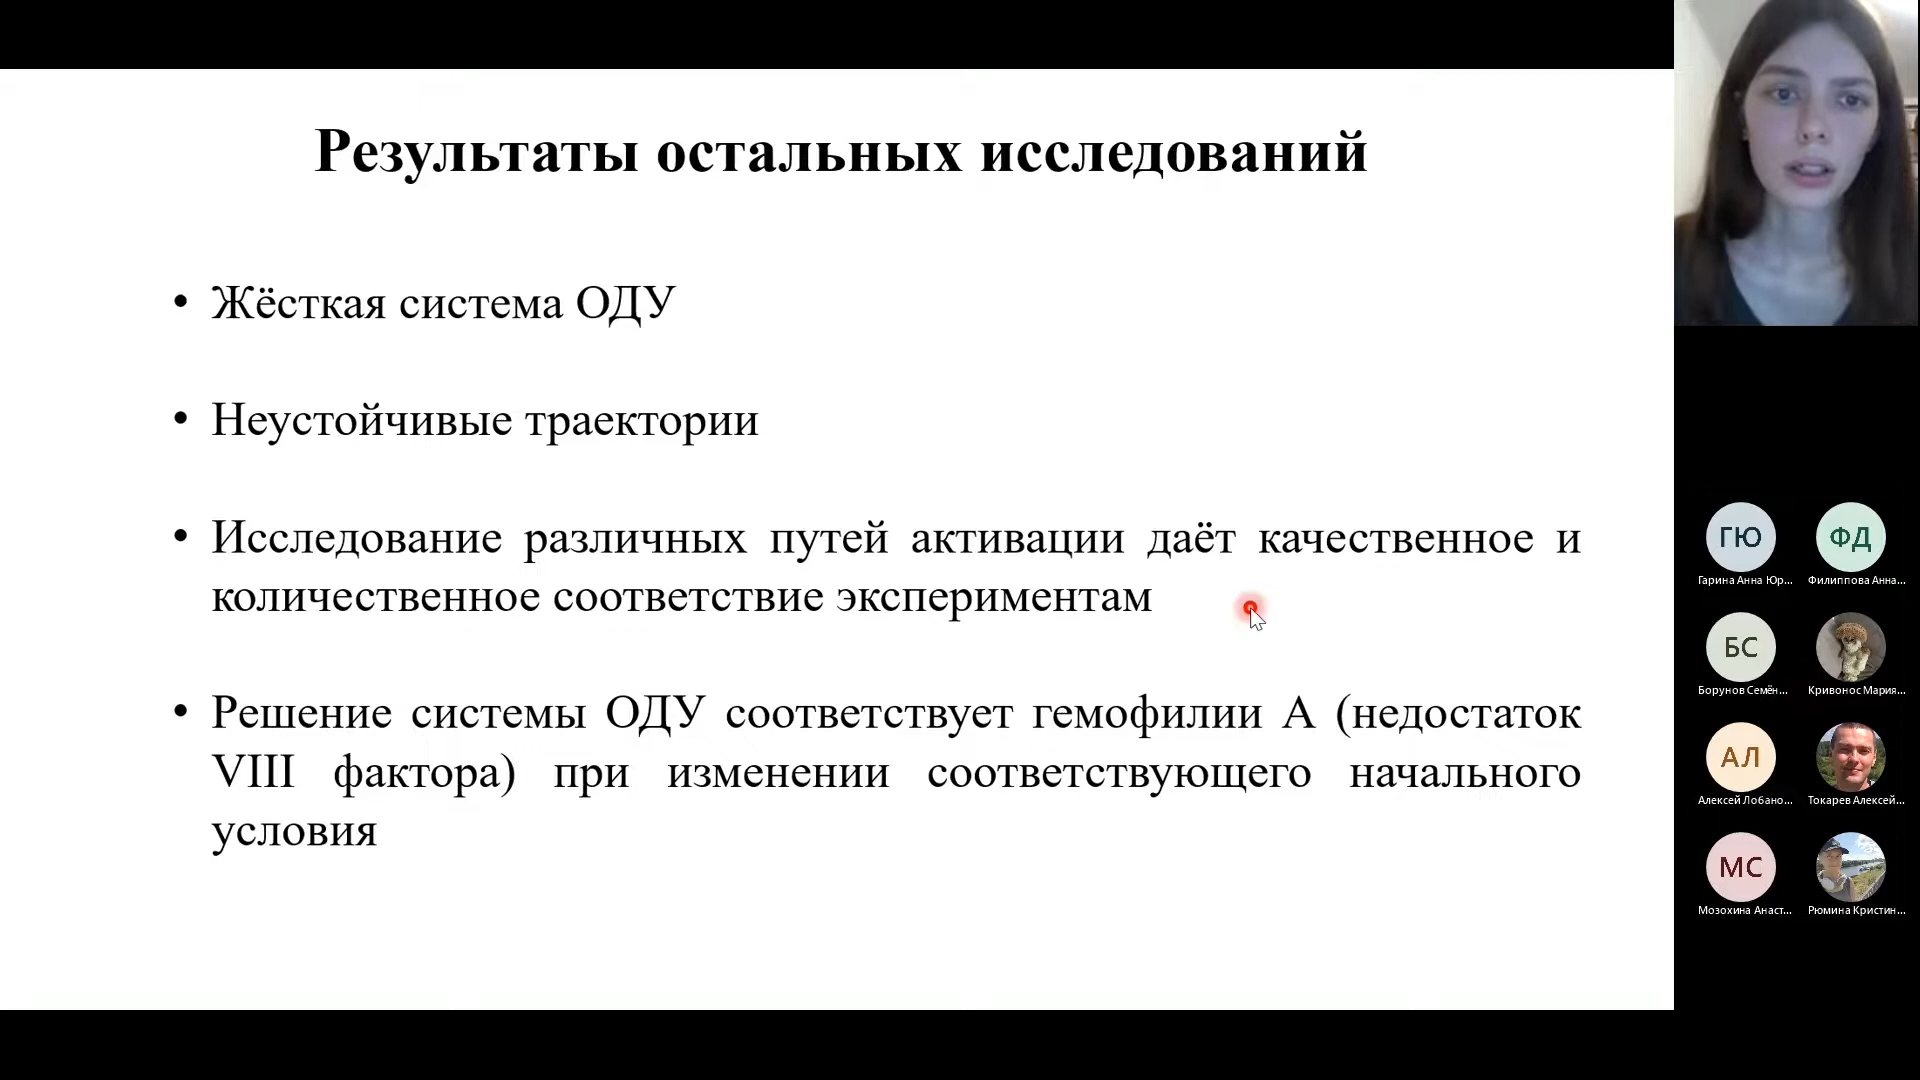 Результаты остальных исследований
• Жёсткая система ОДУ
• Неустойчивые траектории
• Исследование различных путей активации даёт качественное и
количественное соответствие экспериментам
• Решение системы ОДУ соответствует гемофилии А (недостаток
VIII фактора) при изменении соответствующего начального
условия
ГЮ
ФД
Гарина Анна Юр...
Филиппова Анна...
БС
Борунов Семён...
Кривонос Мария...
АЛ
Алексей Лобано...
Токарев Алексей...
МС
Мозохина Анаст...
Рюмина Кристин...